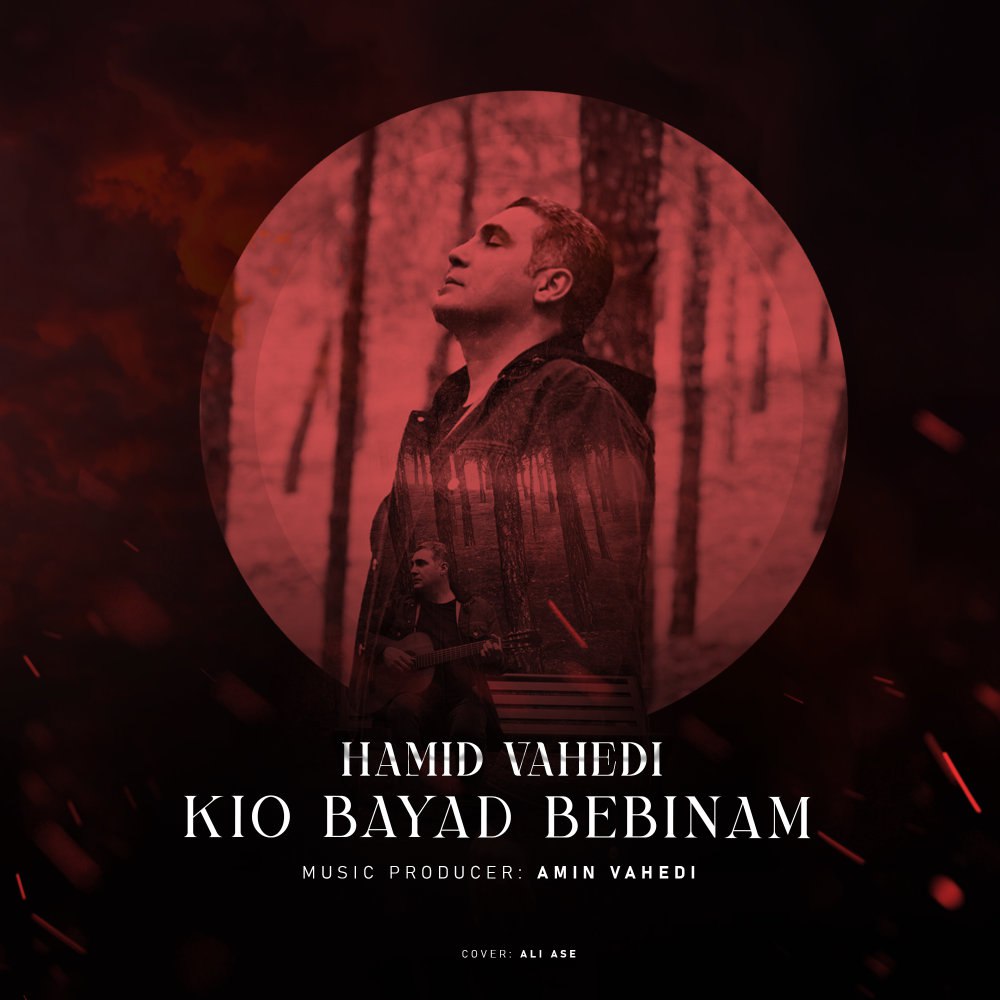 HAMID VAHEDI
KIO BAYAD BEBINAM
MUSIC PRODUCER: AMIN VAHEDI
COVER: ALI ASE